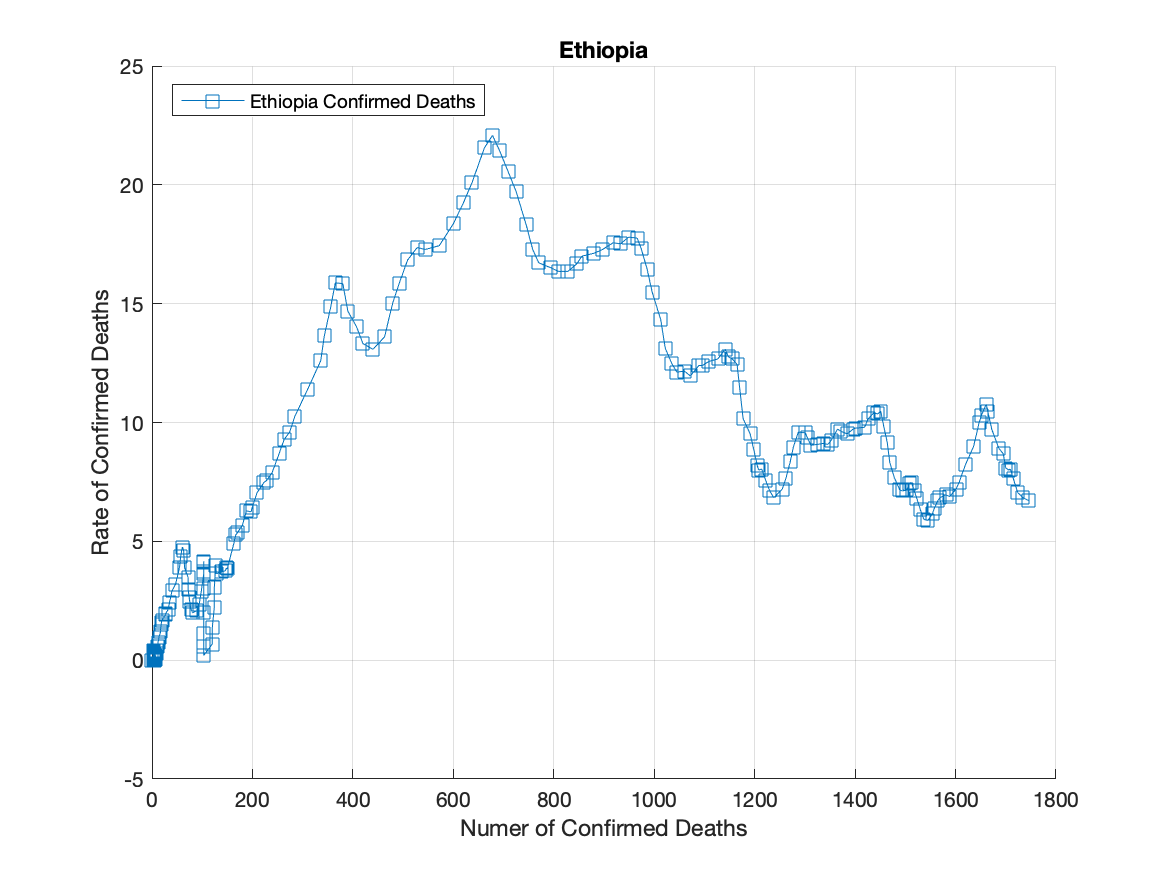 Ethiopia
25
Ethiopia Confirmed Deaths
20
15
10
5
0
-5
Rate of Confirmed Deaths
0 200 400 600 800 1000 1200 1400 1600 1800
Numer of Confirmed Deaths